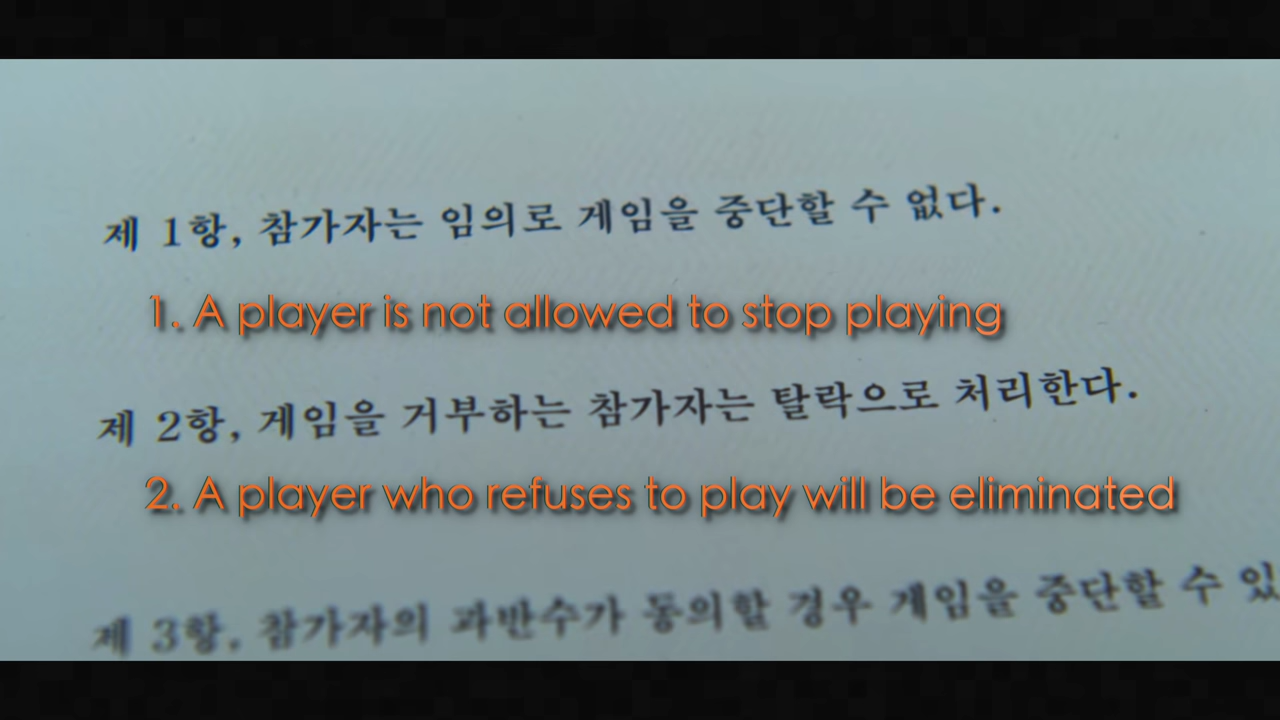 제 1항, 참가자는 임의로 게임을 중단할 수 없다.
1. A player is not allowed to stop playing
제 2항, 게임을 거부하는 참가자는 탈락으로 처리한다.
2. A player who refuses to play will be eliminated
제 3항, 참가자의 과반수가 동의할 경우 게임을 중단할 수 있